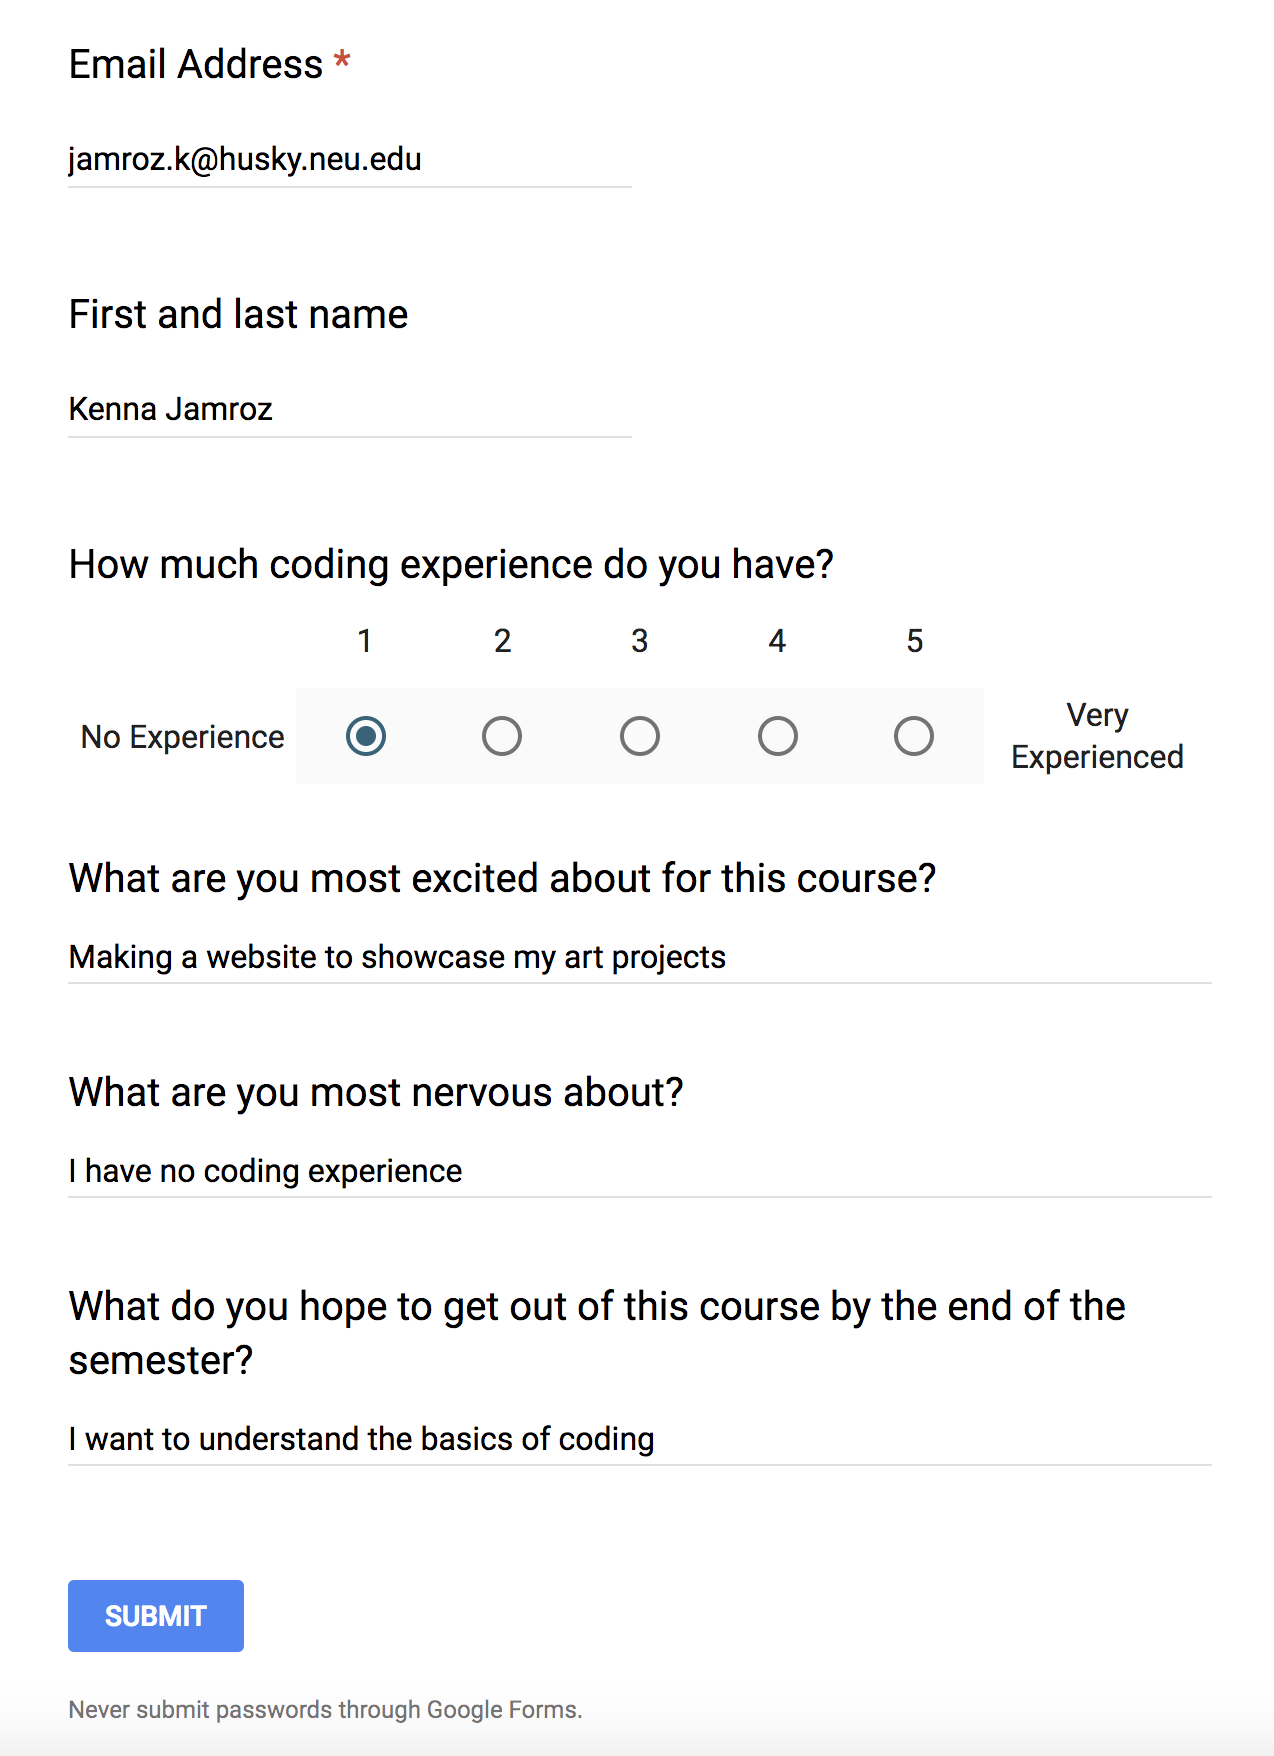 Email Address *
jamroz.k@husky.neu.edu
First and last name
Kenna Jamroz
How much coding experience do you have?
1 2 3 4 5
No Experience
Very
Experienced
What are you most excited about for this course?
Making a website to showcase my art projects
What are you most nervous about?
I have no coding experience
What do you hope to get out of this course by the end of the
semester?
I want to understand the basics of coding
SUBMIT
Never submit passwords through Google Forms.